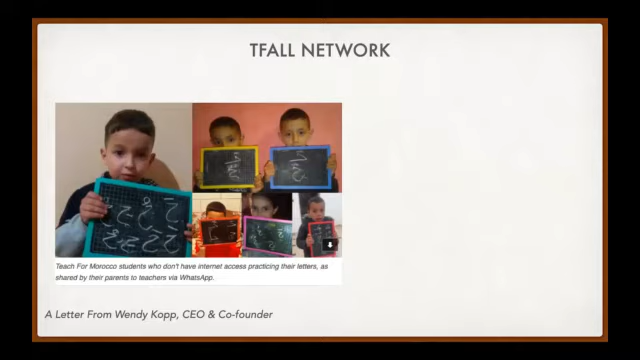 TFALL NETWORK
Teach For Morocco students who don't have internet access practicing their letters, as
shared by their parents to teachers via WhatsApp.
A Letter From Wendy Kopp, CEO & Co-founder